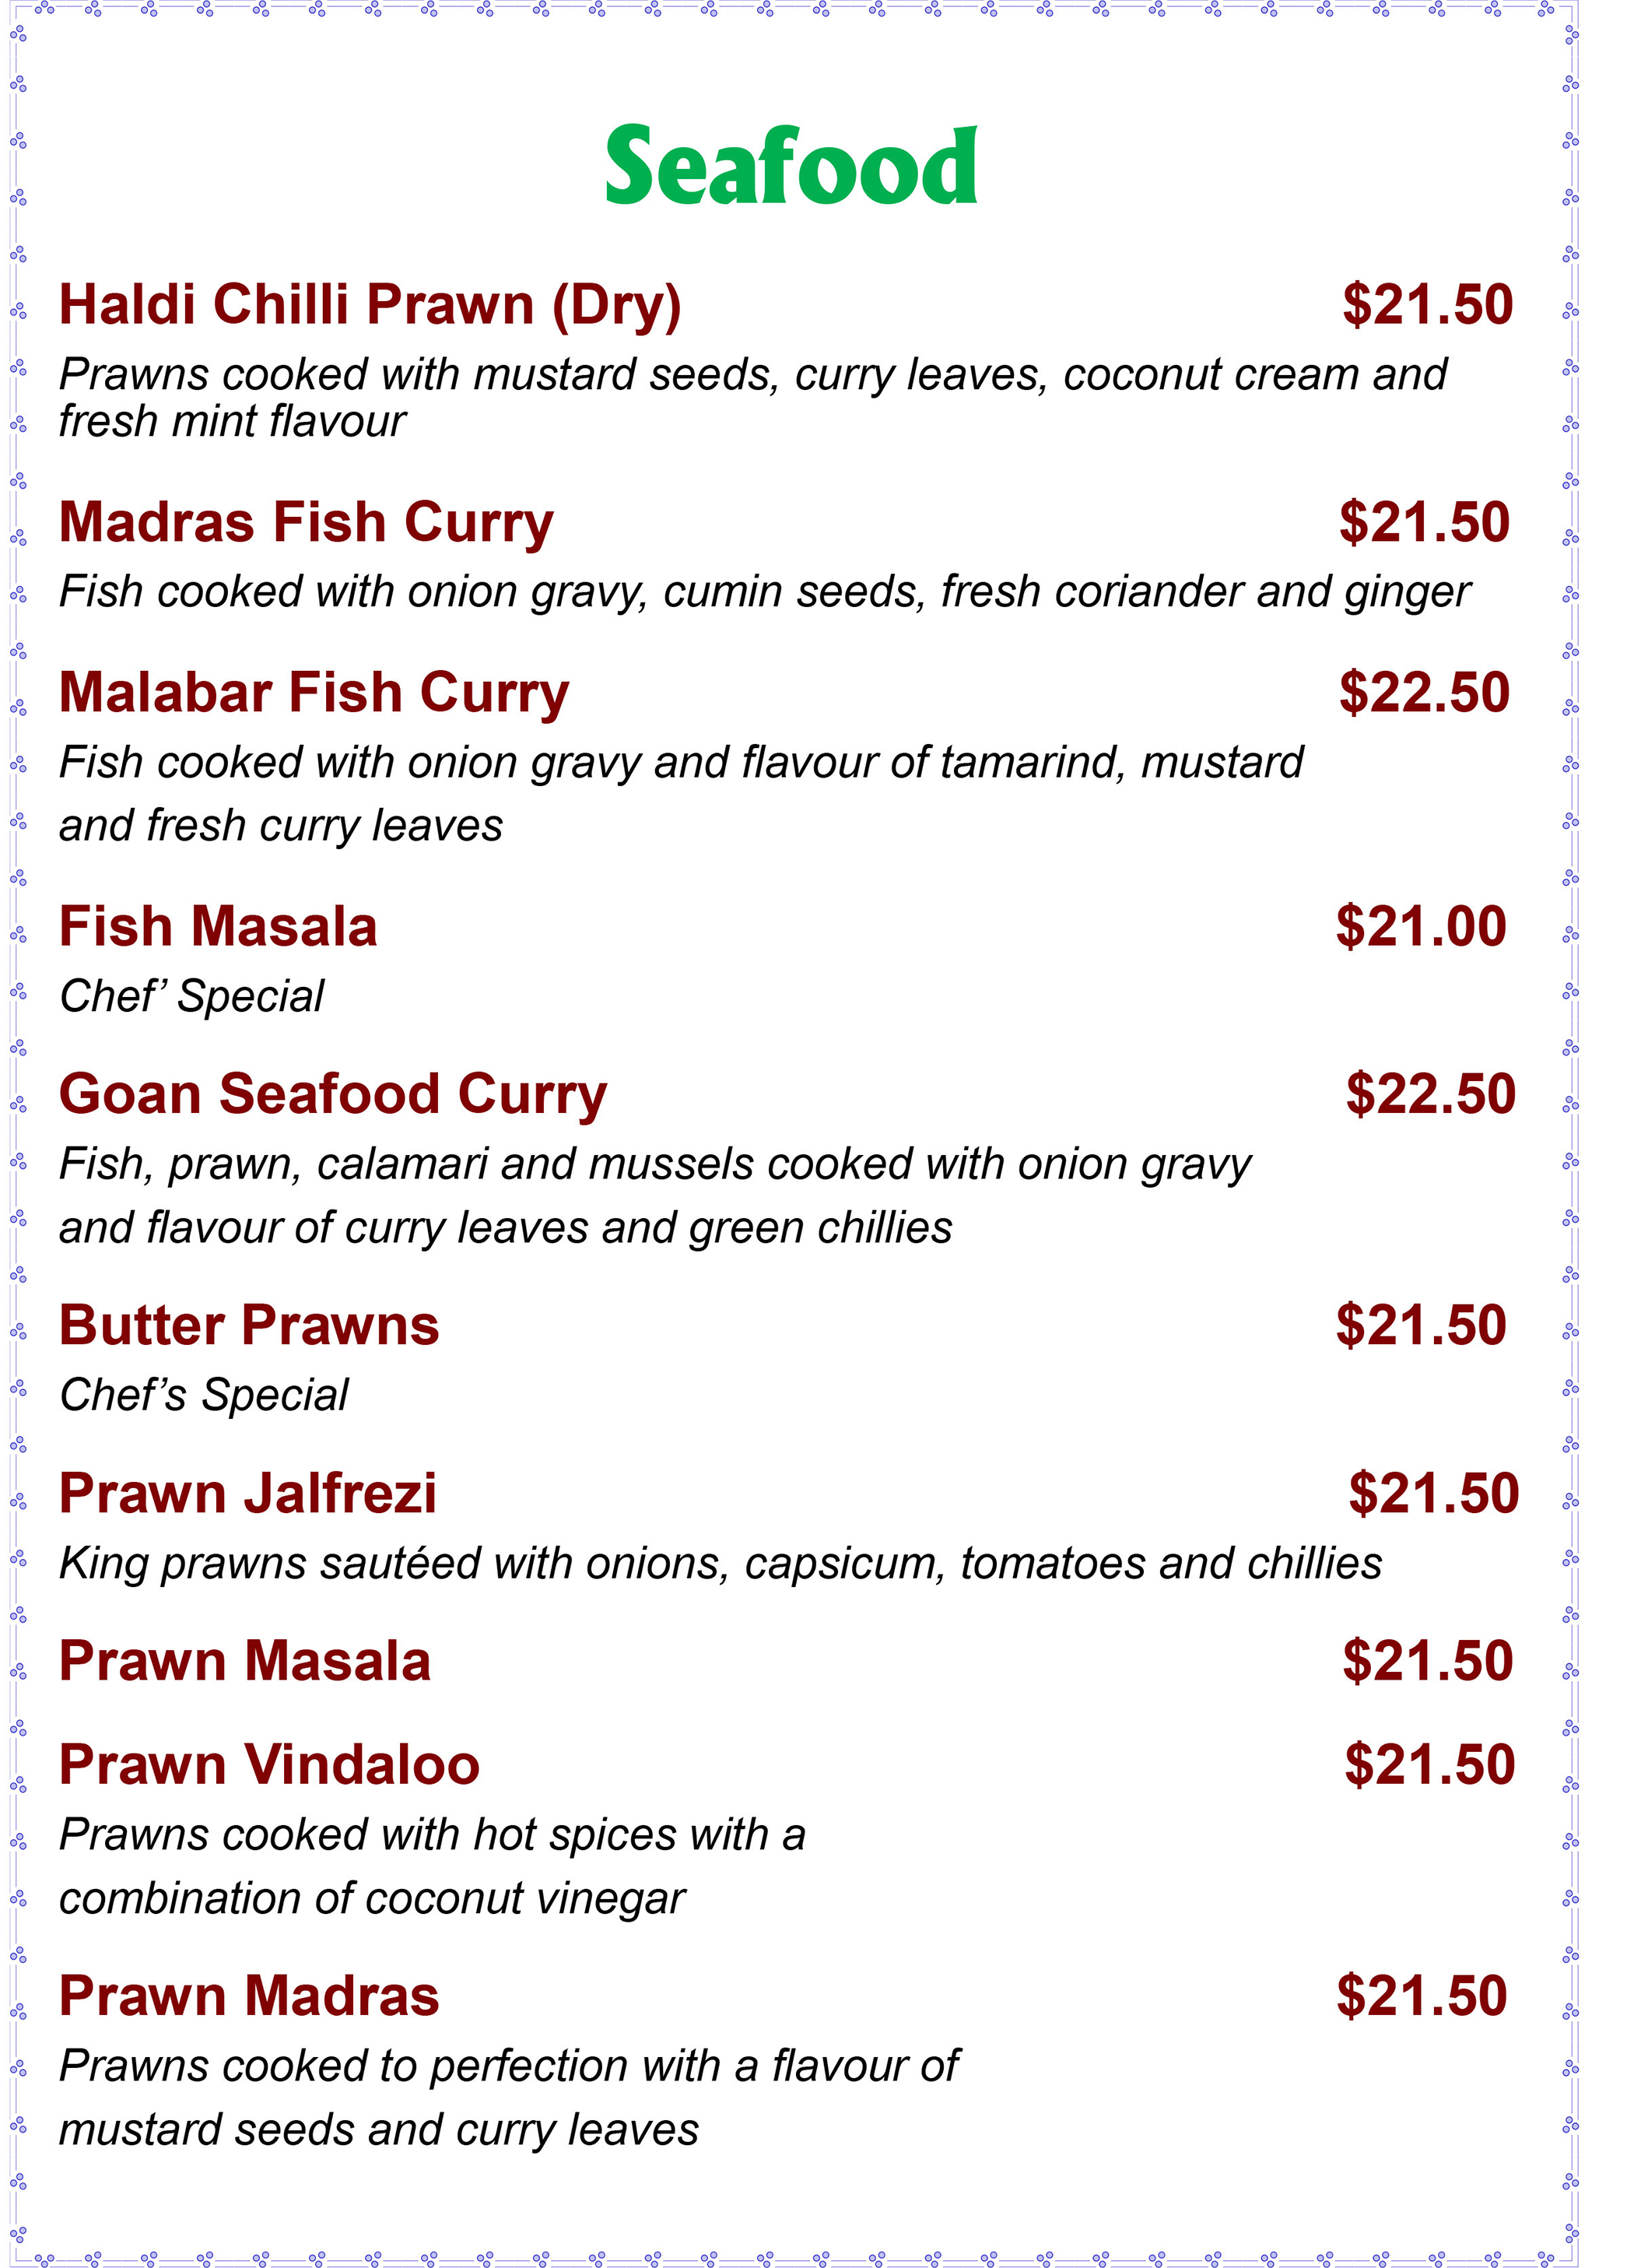 Seafood
Haldi Chilli Prawn (Dry) $21.50
Prawns cooked with mustard seeds, curry leaves, coconut cream and
fresh mint flavour
Madras Fish Curry $21.50
Fish cooked with onion gravy, cumin seeds, fresh coriander and ginger
Malabar Fish Curry $22.50
Fish cooked with onion gravy and flavour of tamarind, mustard
and fresh curry leaves
Fish Masala $21.00
Chef’ Special
Goan Seafood Curry $22.50
Fish, prawn, calamari and mussels cooked with onion gravy
and flavour of curry leaves and green chillies
Butter Prawns $21.50
Chef’s Special
Prawn Jalfrezi $21.50
King prawns sautéed with onions, capsicum, tomatoes and chillies
Prawn Masala $21.50
Prawn Vindaloo $21.50
Prawns cooked with hot spices with a
combination of coconut vinegar
Prawn Madras $21.50
Prawns cooked to perfection with a flavour of
mustard seeds and curry leaves